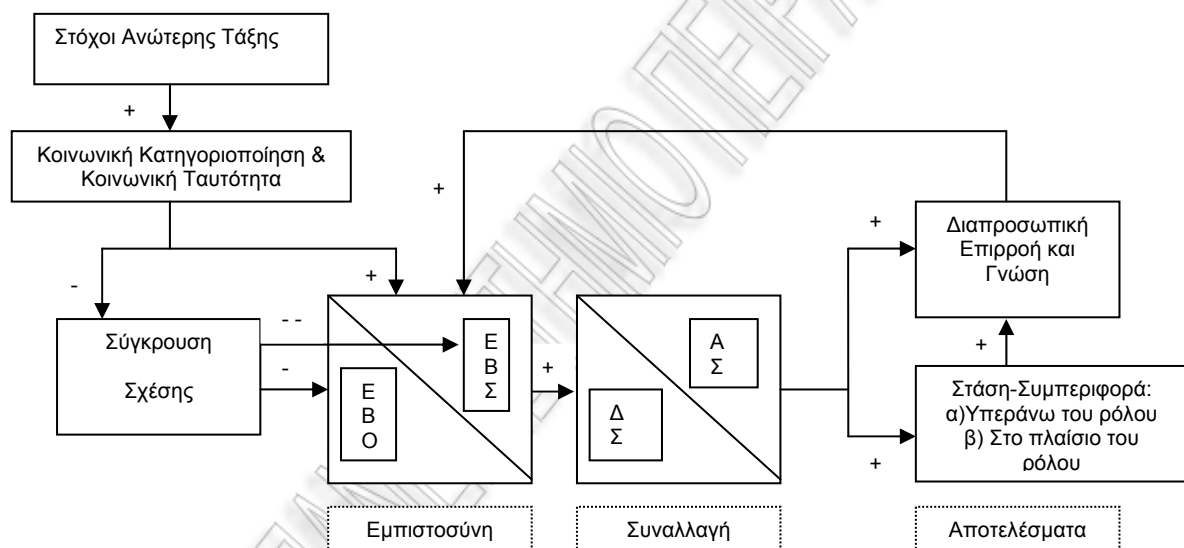 Στόχοι Ανώτερης Τάξης
+
Κοινωνική Κατηγοριοποίηση &
Κοινωνική Ταυτότητα
-
+
+
Σύγκρουση
Σχέσης
- -
-
Ε
Β
Ο
Ε
Β
Σ
+
Δ
Σ
Α
Σ
+
+
Διαπροσωπική
Επιρροή και
Γνώση
+
Στάση-Συμπεριφορά:
α)Υπεράνω του ρόλου
β) Στο πλαίσιο του
ρόλου
Εμπιστοσύνη
Συναλλαγή
Αποτελέσματα